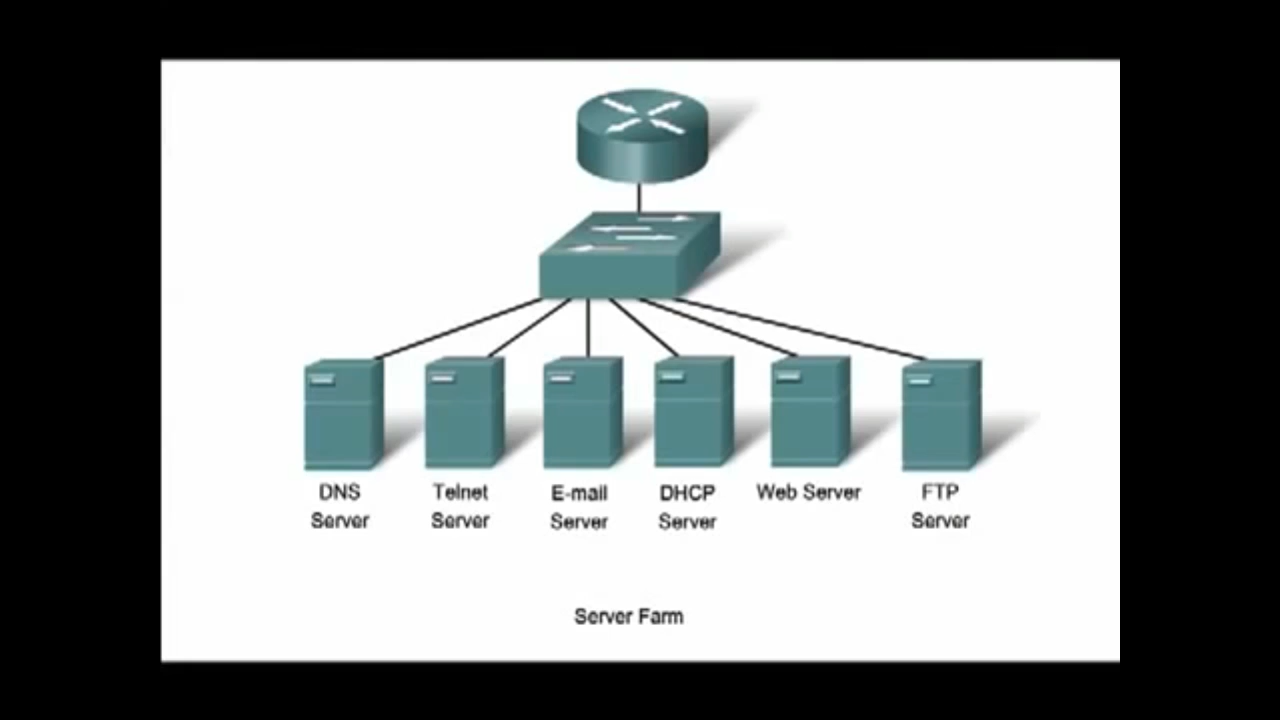 DNS
Server
Telnet
Server
E-mail
Server
DHCP
Server
Web Server
FTP
Server
Server Farm